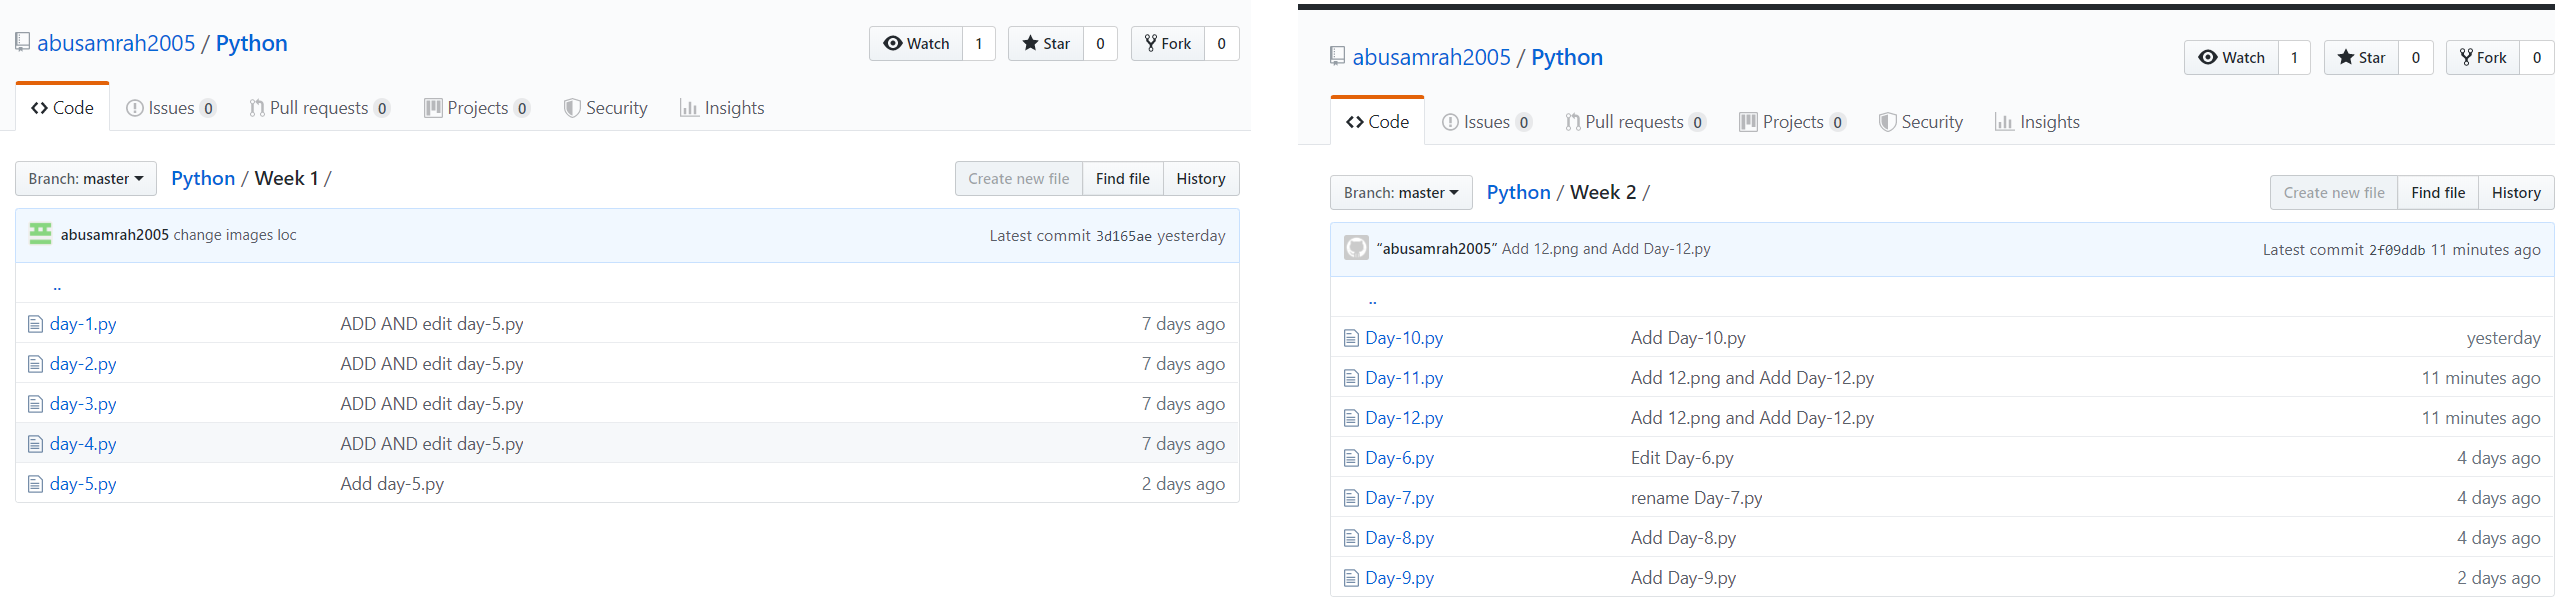 abusamrah2005 / Python
Watch 1 Star 0 Fork 0
Code Issues 0 Pull requests 0 Projects 0 Security Insights
Branch: master Python / Week 1 / Create new file Find file History
abusamrah2005 change images loc Latest commit 3d165ae yesterday
..
day-1.py ADD AND edit day-5.py 7 days ago
day-2.py ADD AND edit day-5.py 7 days ago
day-3.py ADD AND edit day-5.py 7 days ago
day-4.py ADD AND edit day-5.py 7 days ago
day-5.py Add day-5.py 2 days ago
abusamrah2005 / Python
Watch 1 Star 0 Fork 0
Code Issues 0 Pull requests 0 Projects 0 Security Insights
Branch: master Python / Week 2 / Create new file Find file History
“abusamrah2005” Add 12.png and Add Day-12.py Latest commit 2f09ddb 11 minutes ago
..
Day-10.py Add Day-10.py yesterday
Day-11.py Add 12.png and Add Day-12.py 11 minutes ago
Day-12.py Add 12.png and Add Day-12.py 11 minutes ago
Day-6.py Edit Day-6.py 4 days ago
Day-7.py rename Day-7.py 4 days ago
Day-8.py Add Day-8.py 4 days ago
Day-9.py Add Day-9.py 2 days ago